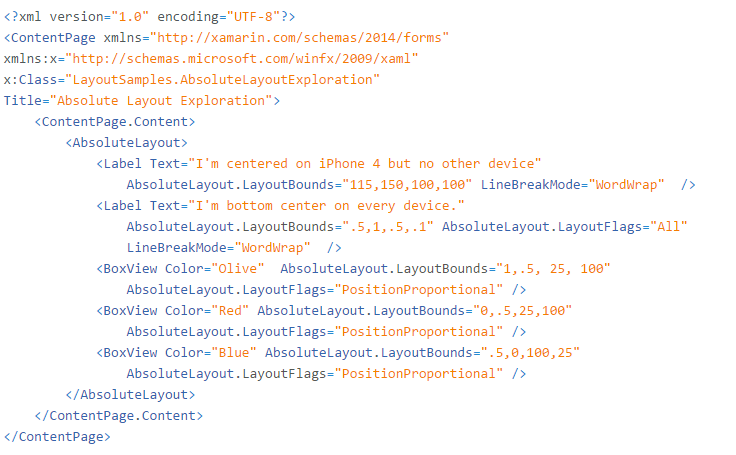 <?xml version="1.0" encoding="UTF-8"?>
<ContentPage xmlns="http://xamarin.com/schemas/2014/forms"
xmlns:x="http://schemas.microsoft.com/winfx/2009/xaml"
x:Class="LayoutSamples.AbsoluteLayoutExploration"
Title="Absolute Layout Exploration">
    <ContentPage.Content>
        <AbsoluteLayout>
            <Label Text="I'm centered on iPhone 4 but no other device"
                AbsoluteLayout.LayoutBounds="115,150,100,100" LineBreakMode="WordWrap"  />
            <Label Text="I'm bottom center on every device."
                AbsoluteLayout.LayoutBounds=".5,1,.5,.1" AbsoluteLayout.LayoutFlags="All"
                LineBreakMode="WordWrap"  />
            <BoxView Color="Olive"  AbsoluteLayout.LayoutBounds="1,.5, 25, 100"
                AbsoluteLayout.LayoutFlags="PositionProportional" />
            <BoxView Color="Red" AbsoluteLayout.LayoutBounds="0,.5,25,100"
                AbsoluteLayout.LayoutFlags="PositionProportional" />
            <BoxView Color="Blue" AbsoluteLayout.LayoutBounds=".5,0,100,25"
                AbsoluteLayout.LayoutFlags="PositionProportional" />
        </AbsoluteLayout>
    </ContentPage.Content>
</ContentPage>